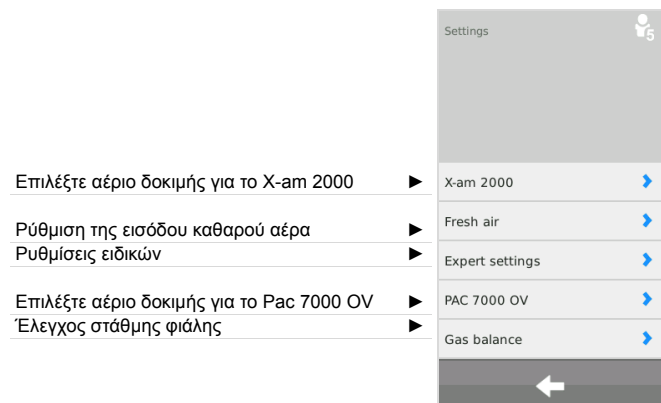 Settings
5
Επιλέξτε αέριο δοκιμής για το X-am 2000 ► X-am 2000
Ρύθμιση της εισόδου καθαρού αέρα ► Fresh air
Ρυθμίσεις ειδικών ► Expert settings
Επιλέξτε αέριο δοκιμής για το Pac 7000 OV ► PAC 7000 OV
Έλεγχος στάθμης φιάλης ► Gas balance